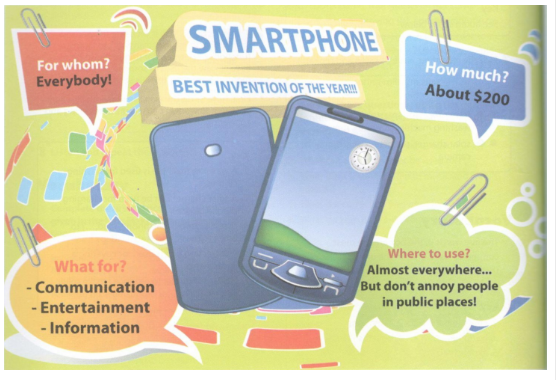 SMARTPHONE
BEST INVENTION OF THE YEAR!!!
For whom?
Everybody!
How much?
About $200
What for?
- Communication
- Entertainment
- Information
Where to use?
Almost everywhere...
But don't annoy people
in public places!